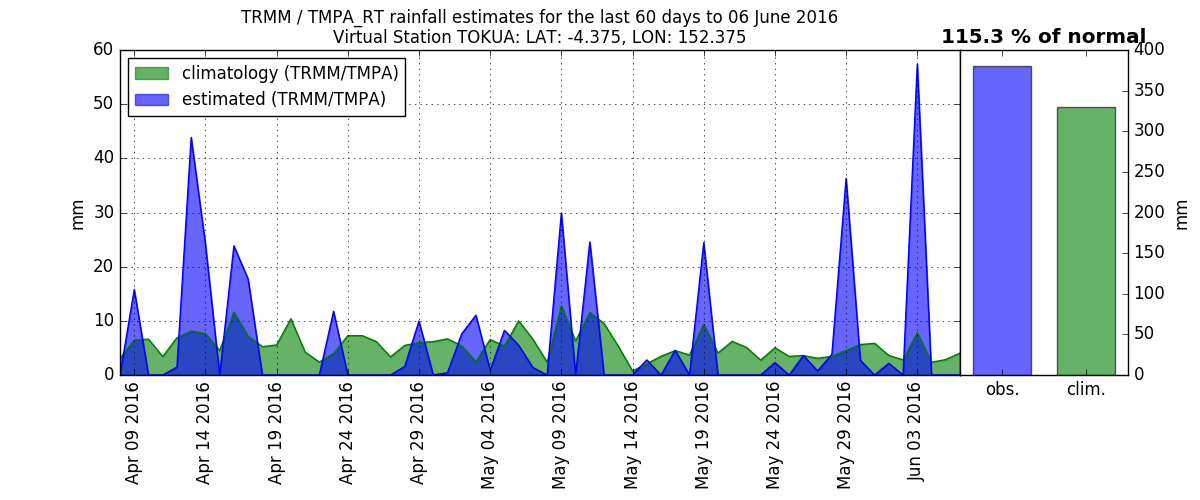 TRMM / TMPA_RT rainfall estimates for the last 60 days to 06 June 2016
Virtual Station TOKUA: LAT: -4.375, LON: 152.375
115.3 % of normal
climatology (TRMM/TMPA)
estimated (TRMM/TMPA)
60
50
40
30
20
10
0
mm
Apr 09 2016
Apr 14 2016
Apr 19 2016
Apr 24 2016
Apr 29 2016
May 04 2016
May 09 2016
May 14 2016
May 19 2016
May 24 2016
May 29 2016
Jun 03 2016
obs.
clim.
400
350
300
250
200
150
100
50
0
mm